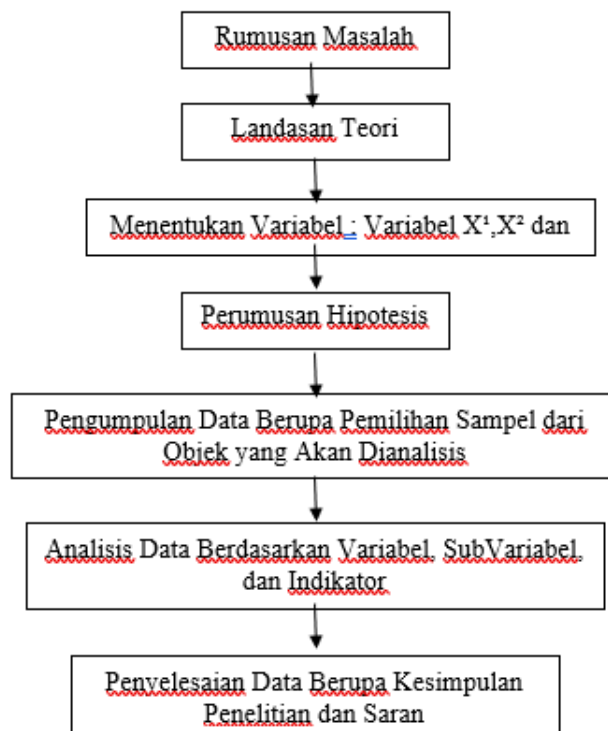 Rumusan Masalah
Landasan Teori
Menentukan Variabel : Variabel X¹,X² dan
Perumusan Hipotesis
Pengumpulan Data Berupa Pemilihan Sampel dari
Objek yang Akan Dianalisis
Analisis Data Berdasarkan Variabel, SubVariabel,
dan Indikator
Penyelesaian Data Berupa Kesimpulan
Penelitian dan Saran